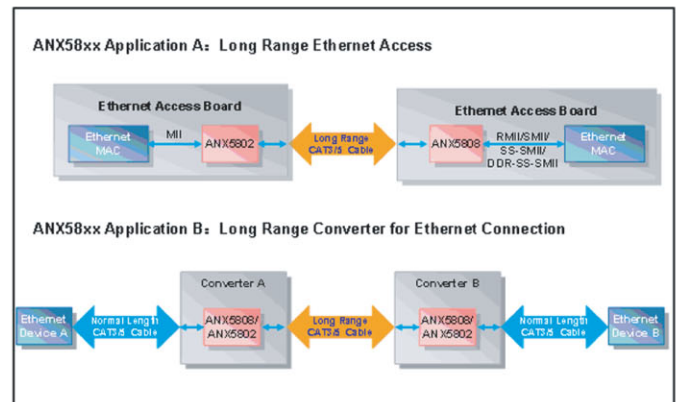 ANX58xx Application A: Long Range Ethernet Access
Ethernet Access Board
Ethernet
MAC
MII
ANX5802
Long Range
CAT3/5 Cable
Ethernet Access Board
ANX5808
RMII/SMII/
SS-SMII/
DDR-SS-SMII
Ethernet
MAC
ANX58xx Application B: Long Range Converter for Ethernet Connection
Ethernet
Device A
Normal Length
CAT3/5 Cable
Converter A
ANX5808/
ANX5802
Long Range
CAT3/5 Cable
Converter B
ANX5808/
ANX5802
Normal Length
CAT3/5 Cable
Ethernet
Device B